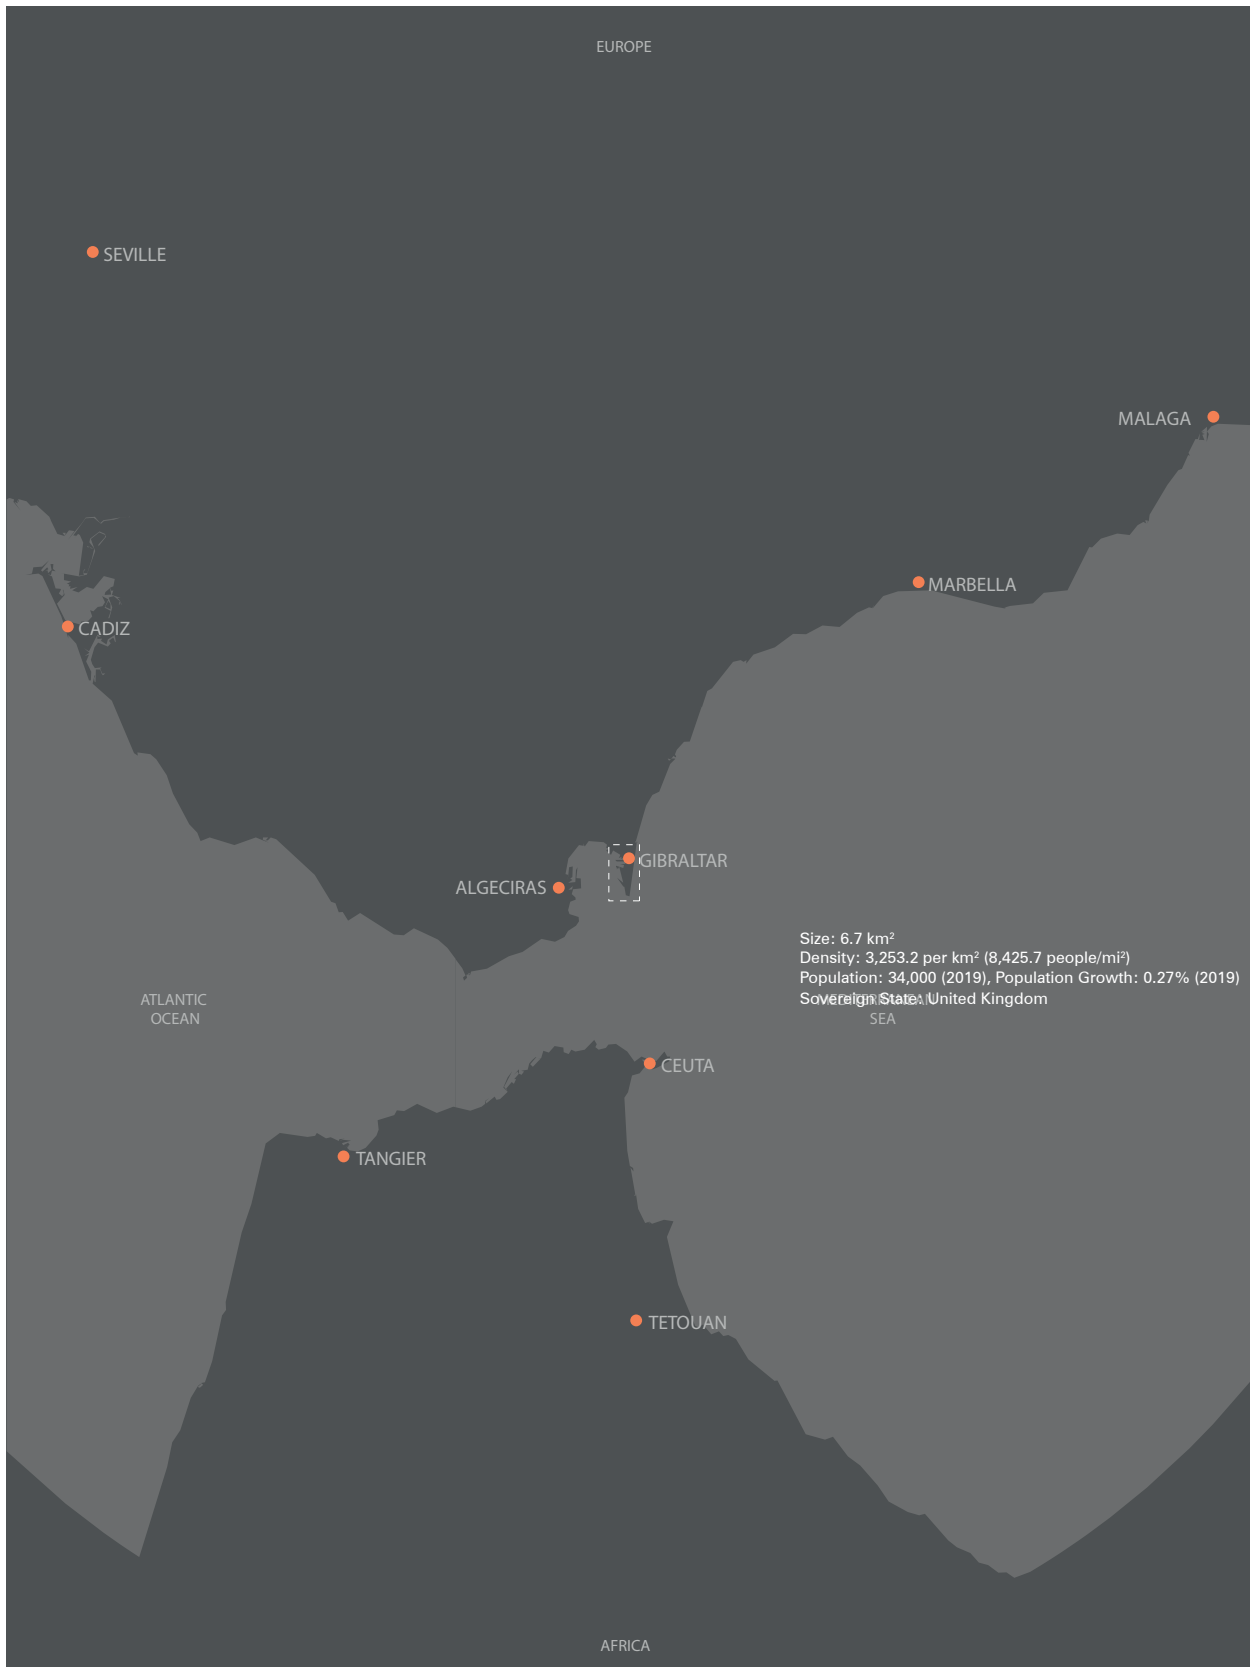 EUROPE
SEVILLE
MALAGA
MARBELLA
CADIZ
GIBRALTAR
ALGECIRAS
Size: 6.7 km²
Density: 3,253.2 per km² (8,425.7 people/mi²)
Population: 34,000 (2019), Population Growth: 0.27% (2019)
Sovereign State: United Kingdom
ATLANTIC
OCEAN
MEDITERRANEAN
SEA
CEUTA
TANGIER
TETOUAN
AFRICA